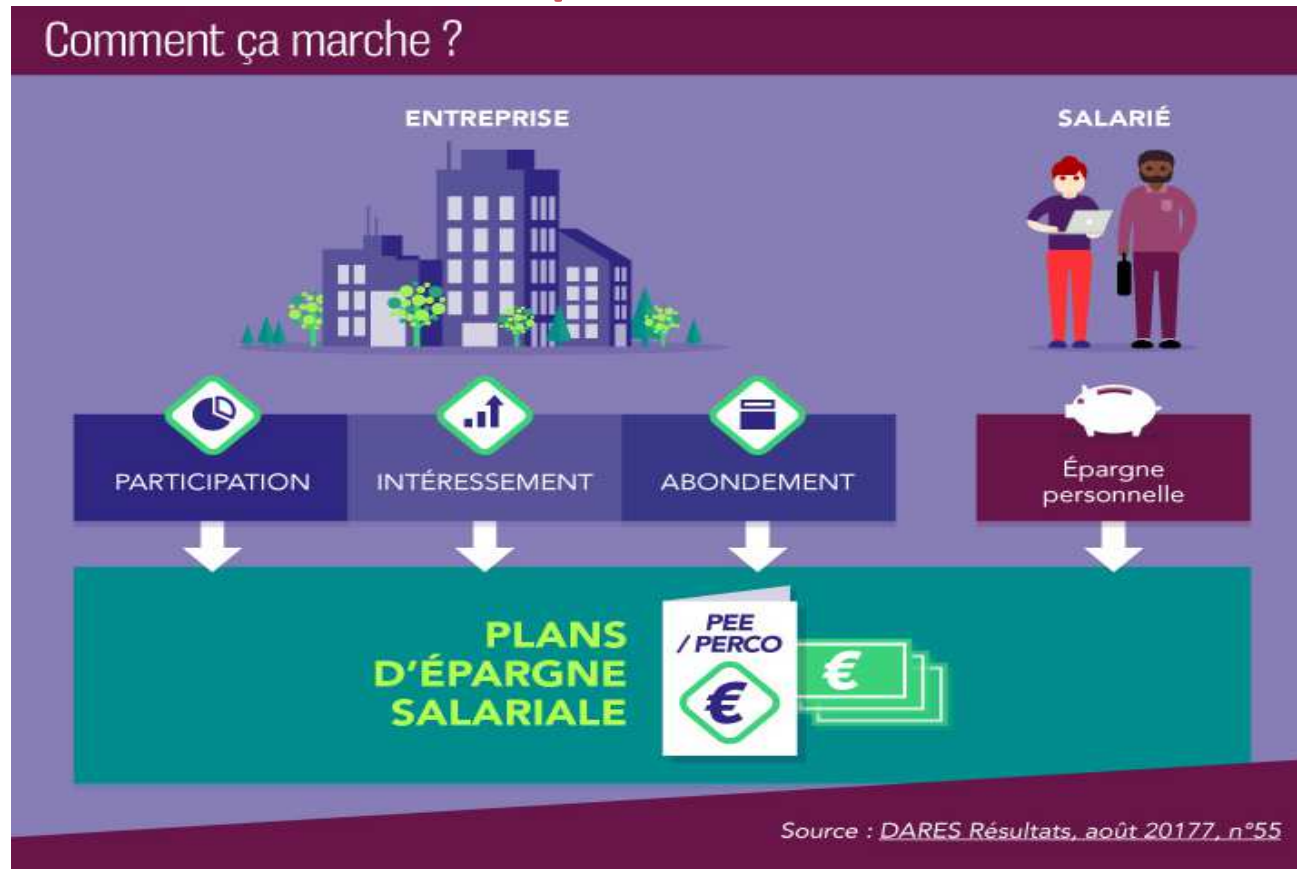 Comment ça marche ?
ENTREPRISE
SALARIÉ
PARTICIPATION
INTÉRESSEMENT
ABONDEMENT
Épargne
personnelle
PLANS
D'ÉPARGNE
SALARIALE
PEE
/ PERCO
€
€
Source : DARES Résultats, août 20177, n°55